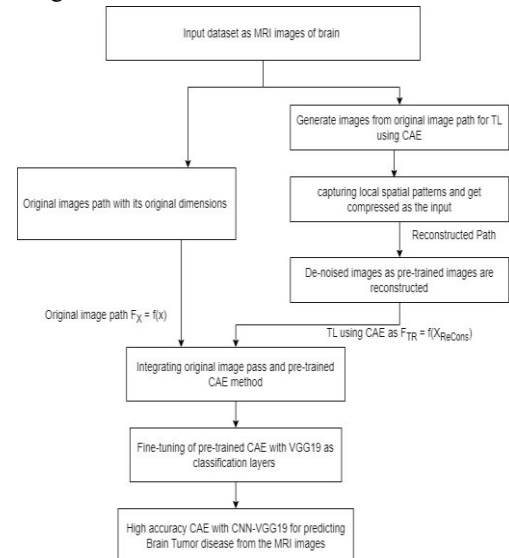 Input dataset as MRI images of brain
Generate images from original image path for TL
using CAE
Original images path with its original dimensions
capturing local spatial patterns and get
compressed as the input
Reconstructed Path
De-noised images as pre-trained images are
reconstructed
Original image path F_X = f(x)
TL using CAE as F_TR = f(X_ReCons)
Integrating original image pass and pre-trained
CAE method
Fine-tuning of pre-trained CAE with VGG19 as
classification layers
High accuracy CAE with CNN-VGG19 for predicting
Brain Tumor disease from the MRI images